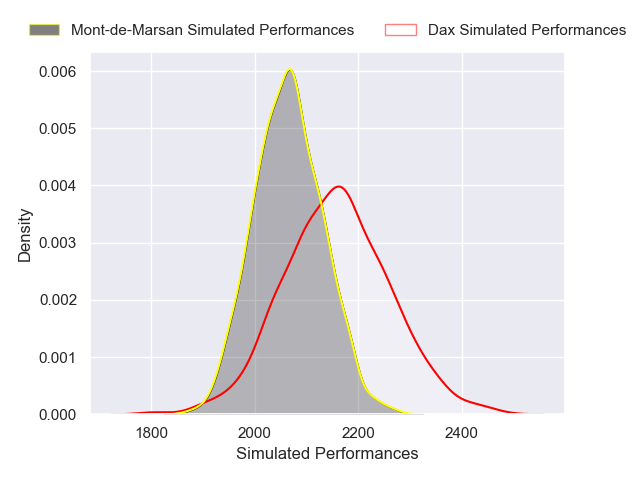 Mont-de-Marsan Simulated Performances
Dax Simulated Performances
0.006
0.005
0.004
0.003
0.002
0.001
0.000
Density
1800
2000
2200
2400
Simulated Performances